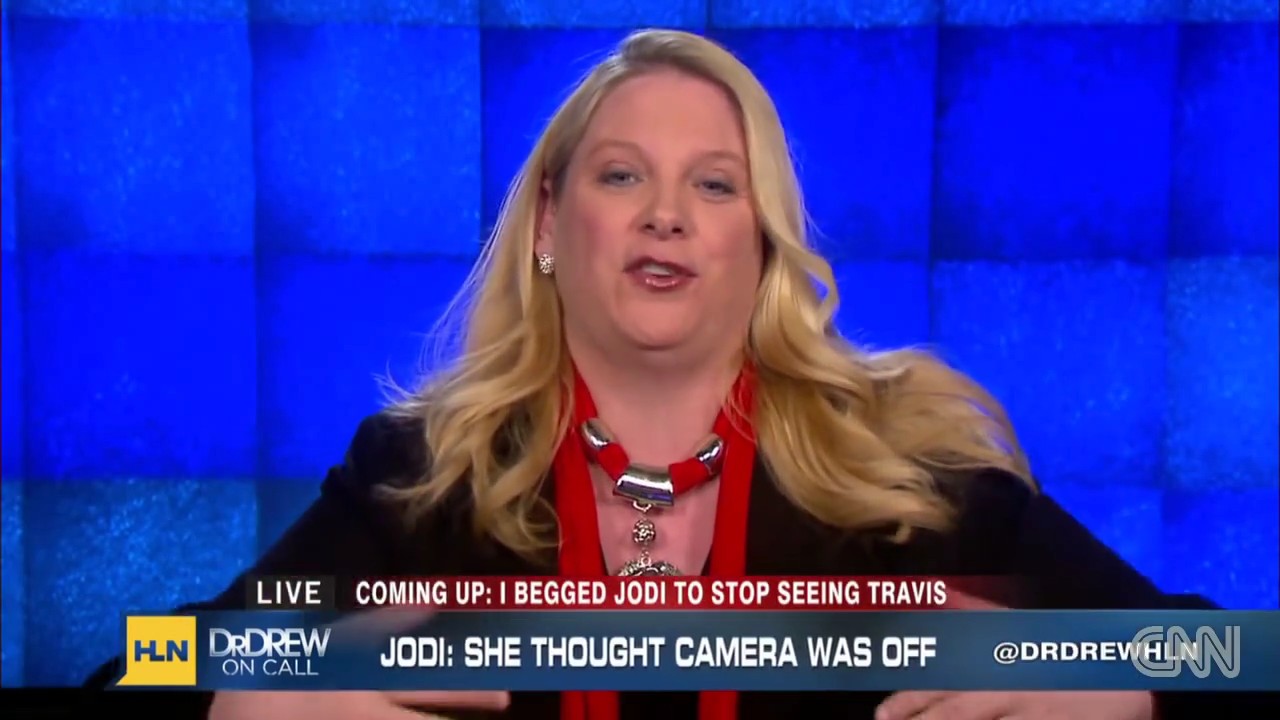 LIVE COMING UP: I BEGGED JODI TO STOP SEEING TRAVIS
HLN DRDREW ON CALL
JODI: SHE THOUGHT CAMERA WAS OFF
@DRDREWHLN
CNN